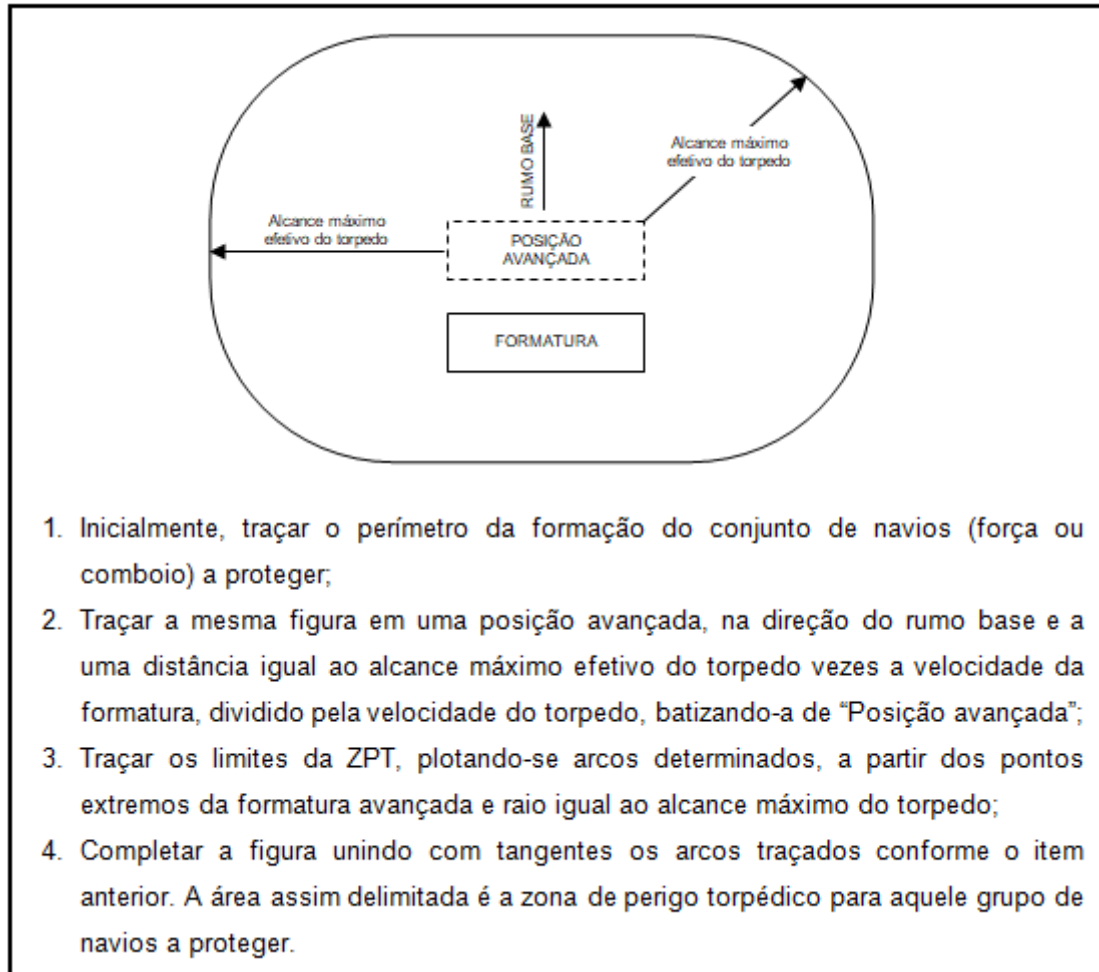 RUMO BASE
Alcance máximo
efetivo do torpedo
Alcance máximo
efetivo do torpedo
POSIÇÃO
AVANÇADA
FORMATURA
1. Inicialmente, traçar o perímetro da formação do conjunto de navios (força ou
comboio) a proteger;
2. Traçar a mesma figura em uma posição avançada, na direção do rumo base e a
uma distância igual ao alcance máximo efetivo do torpedo vezes a velocidade da
formatura, dividido pela velocidade do torpedo, batizando-a de “Posição avançada”;
3. Traçar os limites da ZPT, plotando-se arcos determinados, a partir dos pontos
extremos da formatura avançada e raio igual ao alcance máximo do torpedo;
4. Completar a figura unindo com tangentes os arcos traçados conforme o item
anterior. A área assim delimitada é a zona de perigo torpédico para aquele grupo de
navios a proteger.